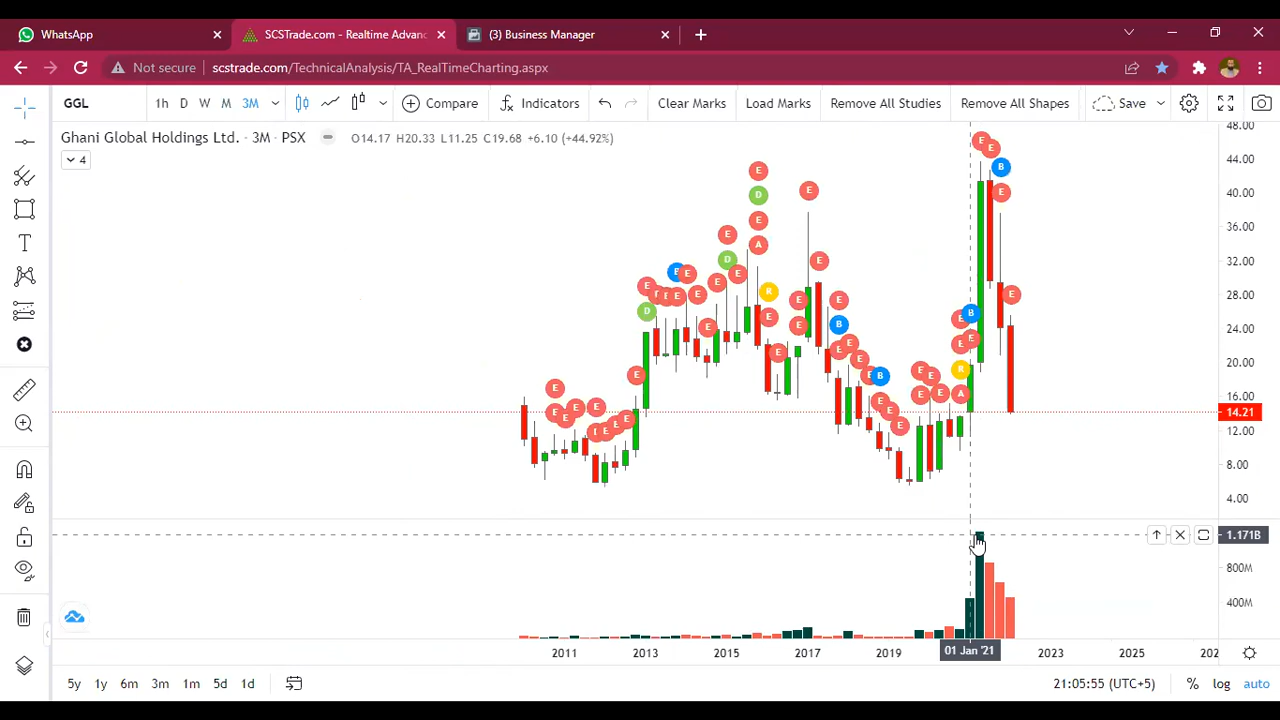 WhatsApp
SCSTrade.com - Realtime Advanc
(3) Business Manager
Not secure
scstrade.com/TechnicalAnalysis/TA_RealTimeCharting.aspx
GGL 1h D W M 3M Compare Indicators Clear Marks Load Marks Remove All Studies Remove All Shapes Save
Ghani Global Holdings Ltd. · 3M · PSX O14.17 H20.33 L11.25 C19.68 +6.10 (+44.92%)
4
48.00
44.00
40.00
36.00
32.00
28.00
24.00
20.00
16.00
14.21
12.00
8.00
4.00
1.171B
800M
400M
2011 2013 2015 2017 2019 01 Jan '21 2023 2025
5y 1y 6m 3m 1m 5d 1d 21:05:55 (UTC+5) % log auto